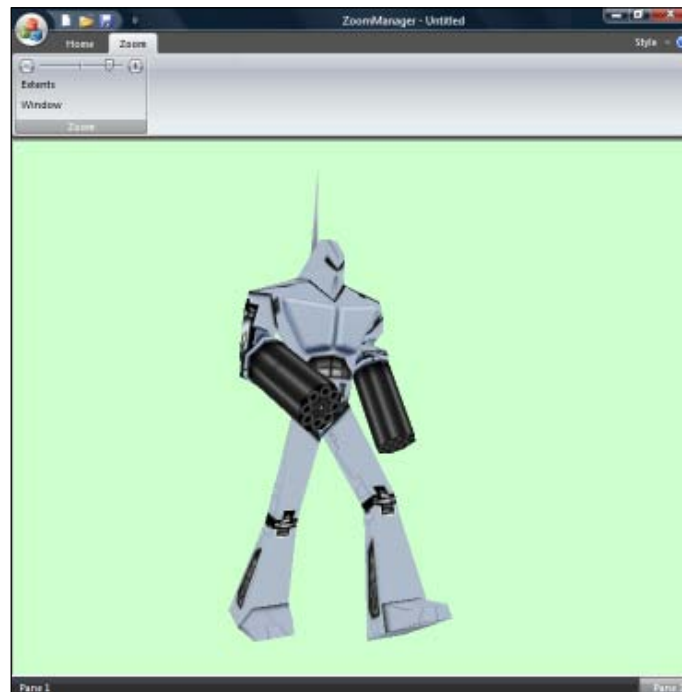 ZoomManager - Untitled
Home Zoom Style
Extents
Window
Zoom
Pane 1 Pane